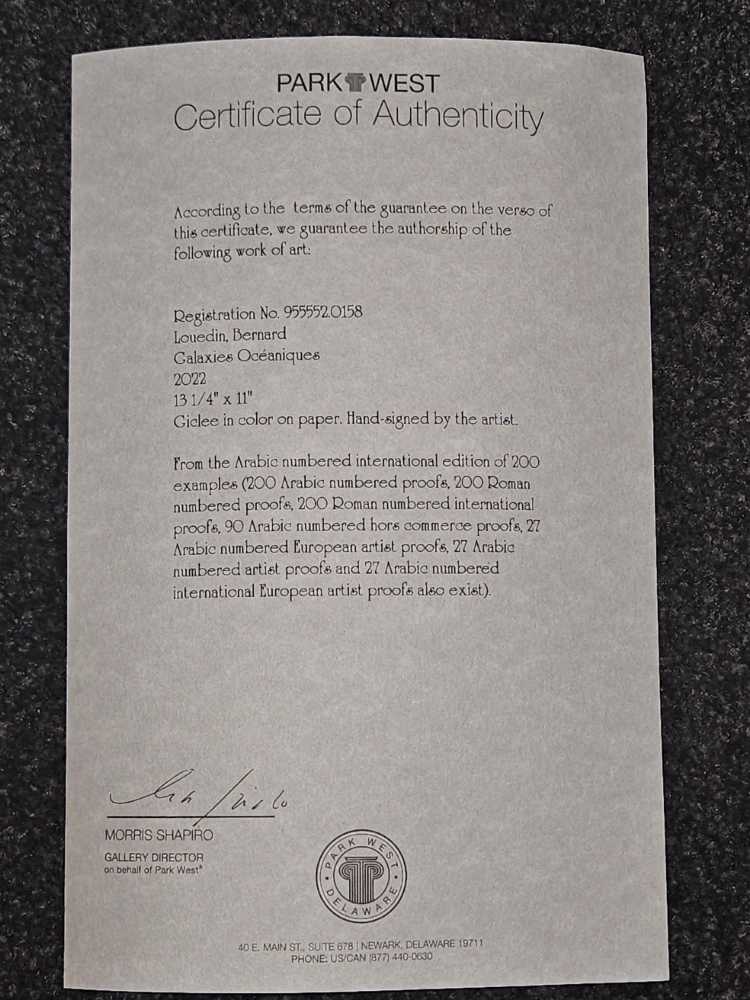 PARK WEST
Certificate of Authenticity
According to the terms of the guarantee on the verso of
this certificate, we guarantee the authorship of the
following work of art:
Registration No. 955552.0158
Louedin, Bernard
Galaxies Océaniques
2022
13 1/4" x 11"
Giclee in color on paper. Hand-signed by the artist.
From the Arabic numbered international edition of 200
examples (200 Arabic numbered proofs, 200 Roman
numbered proofs, 200 Roman numbered international
proofs, 90 Arabic numbered hors commerce proofs, 27
Arabic numbered European artist proofs, 27 Arabic
numbered artist proofs and 27 Arabic numbered
international European artist proofs also exist).
MORRIS SHAPIRO
GALLERY DIRECTOR
on behalf of Park West®
PARK WEST
DELAWARE
40 E. MAIN ST., SUITE 678 | NEWARK, DELAWARE 19711
PHONE: US/CAN (877) 440-0630